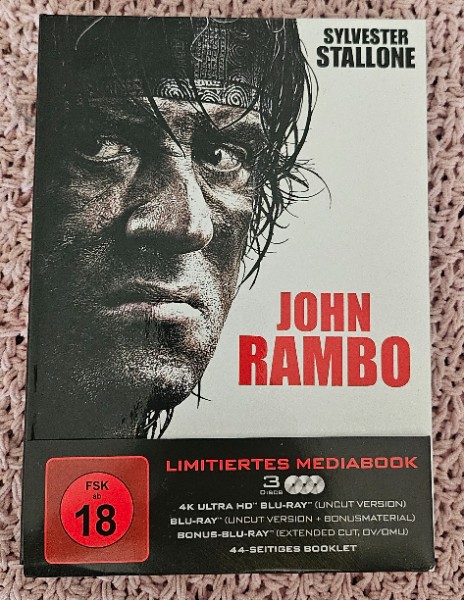 SYLVESTER
STALLONE
JOHN
RAMBO
LIMITIERTES MEDIABOOK
3
DISCS
4K ULTRA HD™ BLU-RAY™ (UNCUT VERSION)
BLU-RAY™ (UNCUT VERSION + BONUSMATERIAL)
BONUS-BLU-RAY™ (EXTENDED CUT, OV/OMU)
44-SEITIGES BOOKLET
FSK
ab
18